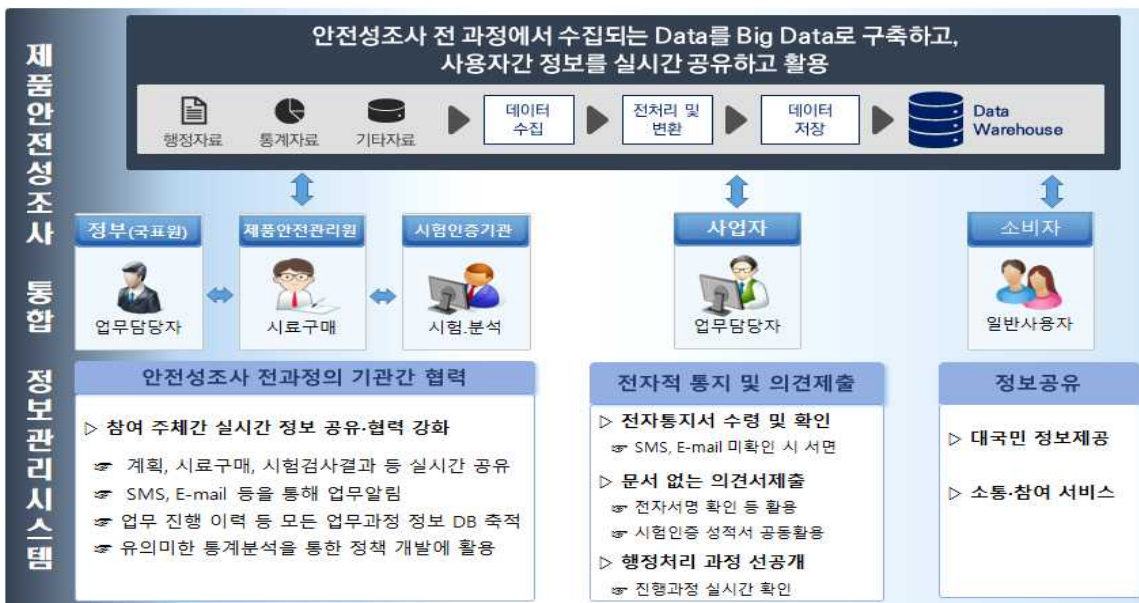 제품안전성조사 통합 정보관리시스템
안전성조사 전 과정에서 수집되는 Data를 Big Data로 구축하고,
사용자간 정보를 실시간 공유하고 활용
행정자료
통계자료
기타자료
데이터
수집
전처리 및
변환
데이터
저장
Data
Warehouse
정부(국표원)
제품안전관리원
시험인증기관
사업자
소비자
업무담당자
시료구매
시험.분석
업무담당자
일반사용자
안전성조사 전과정의 기관간 협력
▷ 참여 주체간 실시간 정보 공유·협력 강화
☞ 계획, 시료구매, 시험검사결과 등 실시간 공유
☞ SMS, E-mail 등을 통해 업무알림
☞ 업무 진행 이력 등 모든 업무과정 정보 DB 축적
☞ 유의미한 통계분석을 통한 정책 개발에 활용
전자적 통지 및 의견제출
▷ 전자통지서 수령 및 확인
☞ SMS, E-mail 미확인 시 서면
▷ 문서 없는 의견서제출
☞ 전자서명 확인 등 활용
☞ 시험인증 성적서 공동활용
▷ 행정처리 과정 선공개
☞ 진행과정 실시간 확인
정보공유
▷ 대국민 정보제공
▷ 소통·참여 서비스